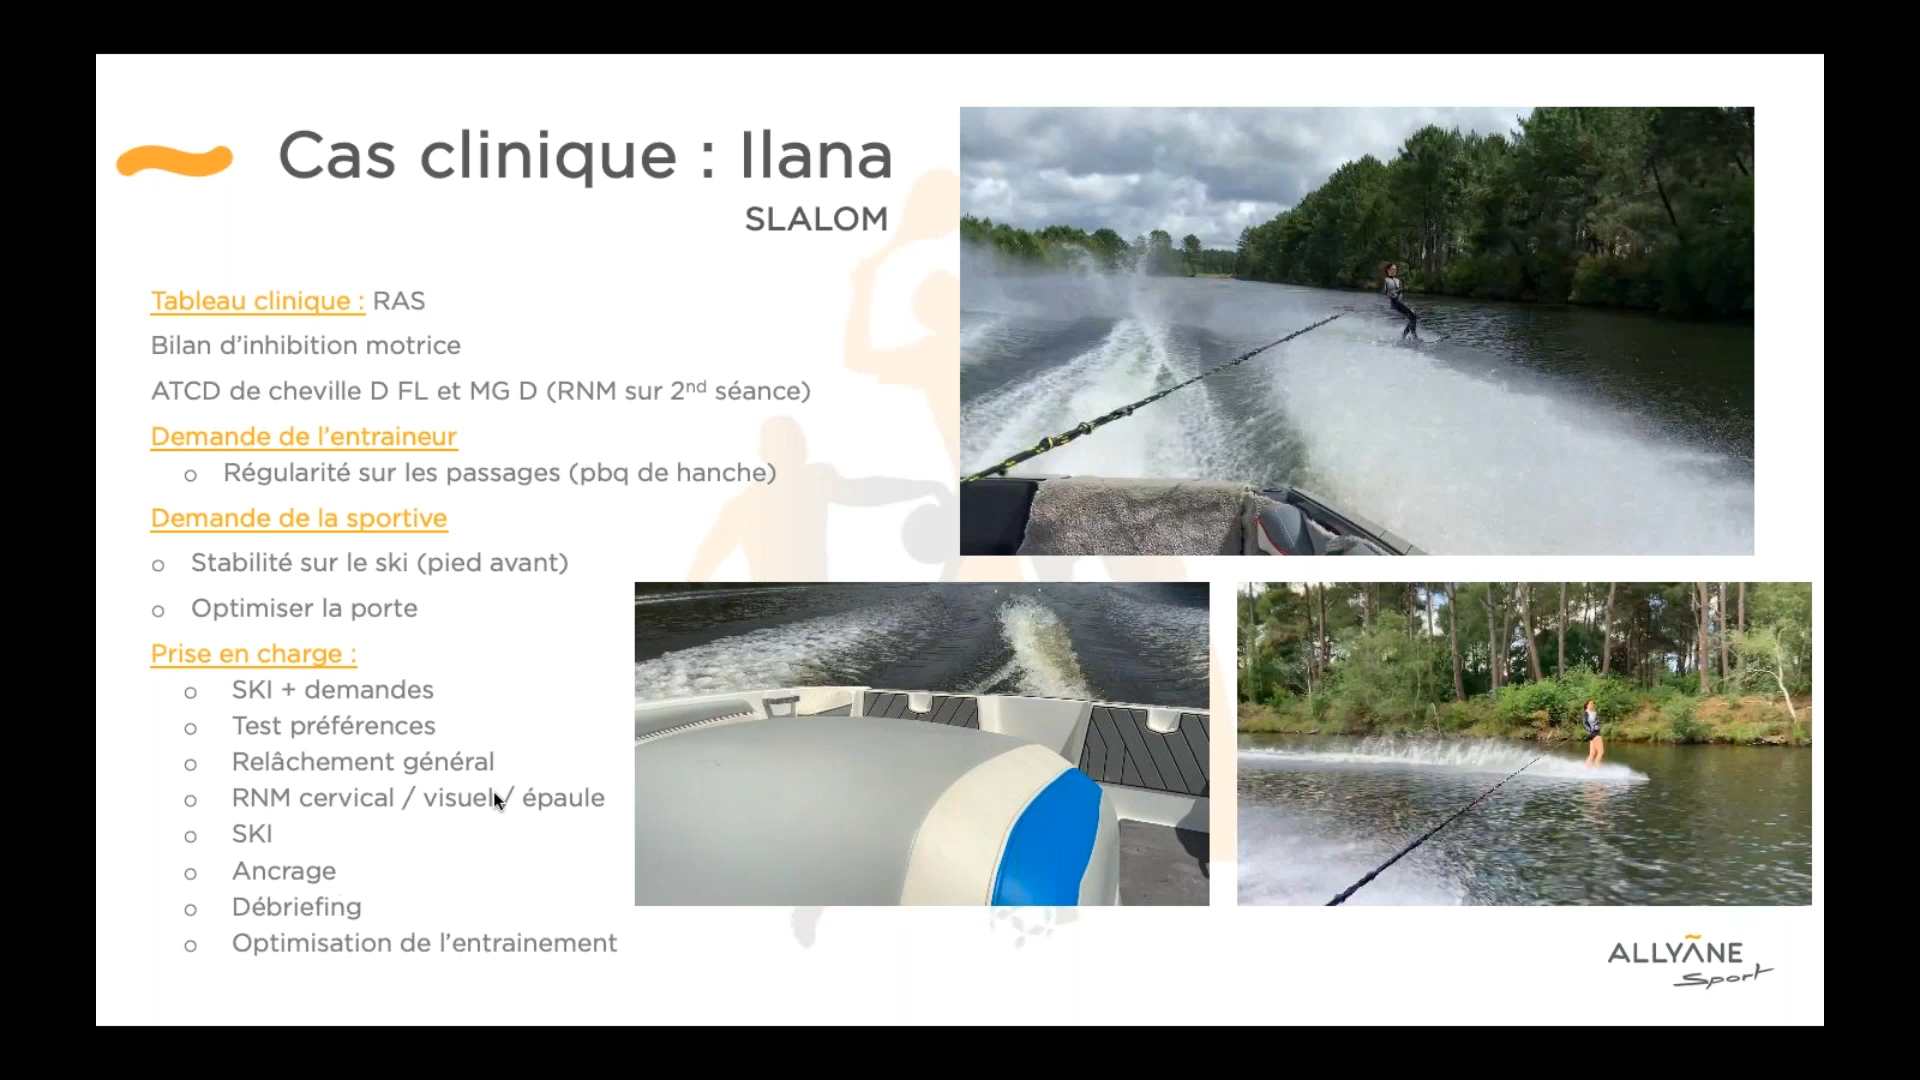 Cas clinique : Ilana
SLALOM
Tableau clinique : RAS
Bilan d'inhibition motrice
ATCD de cheville D FL et MG D (RNM sur 2nd séance)
Demande de l'entraineur
o Régularité sur les passages (pbq de hanche)
Demande de la sportive
o Stabilité sur le ski (pied avant)
o Optimiser la porte
Prise en charge :
o SKI + demandes
o Test préférences
o Relâchement général
o RNM cervical / visuel / épaule
o SKI
o Ancrage
o Débriefing
o Optimisation de l'entrainement
ALLYANE
Sport